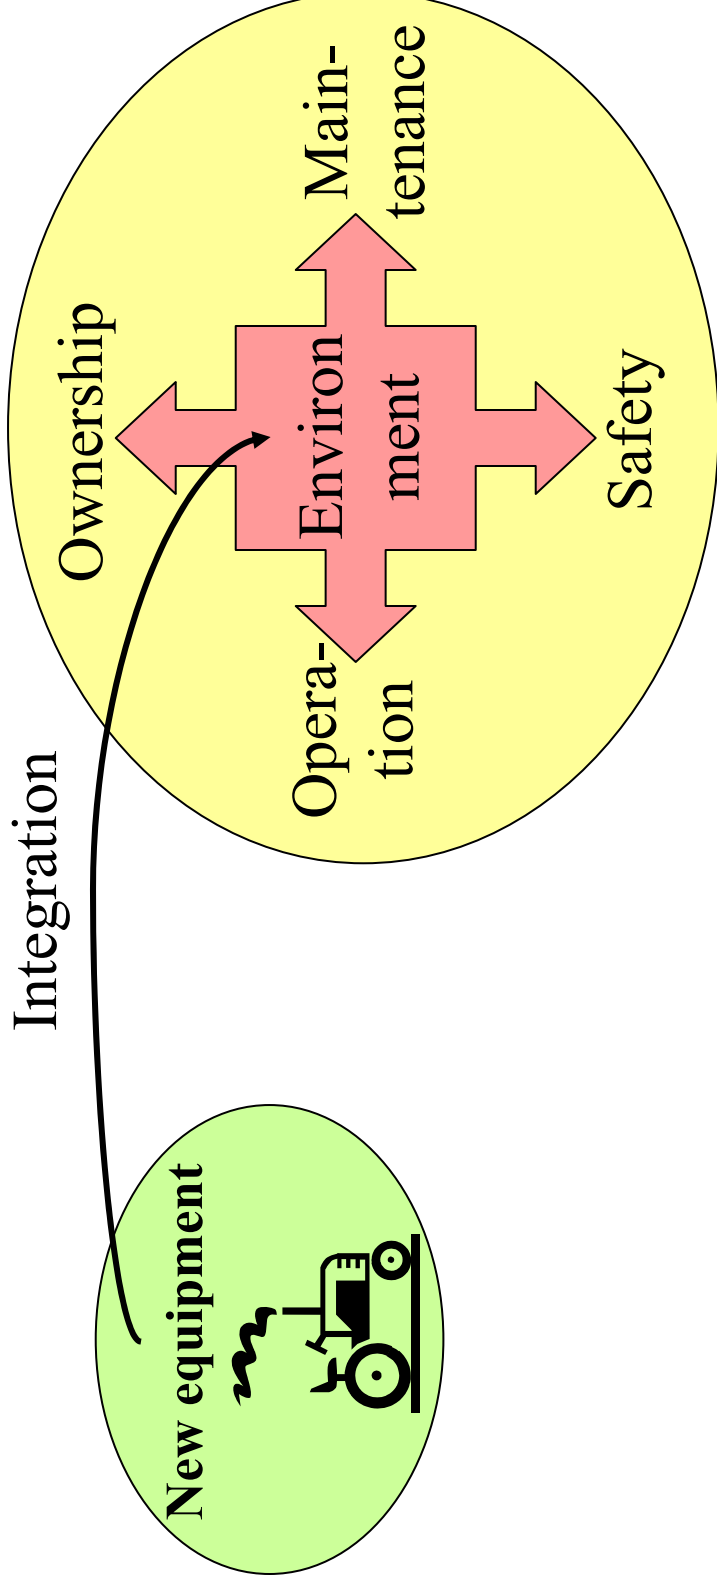 Integration
New equipment
Ownership
Opera-
tion
Environ
ment
Main-
tenance
Safety